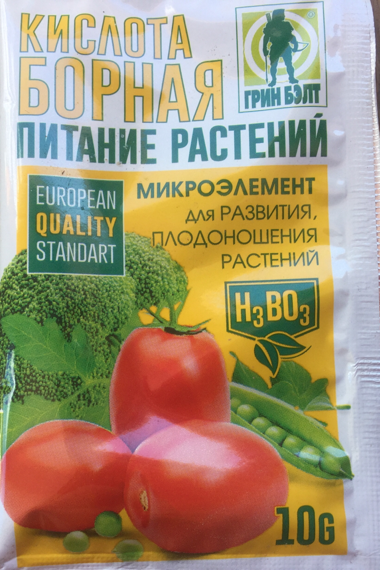 КИСЛОТА
БОРНАЯ
ГРИН БЭЛТ
ПИТАНИЕ РАСТЕНИЙ
EUROPEAN
QUALITY
STANDART
МИКРОЭЛЕМЕНТ
для РАЗВИТИЯ,
ПЛОДОНОШЕНИЯ
РАСТЕНИЙ
H₃BO₃
10G